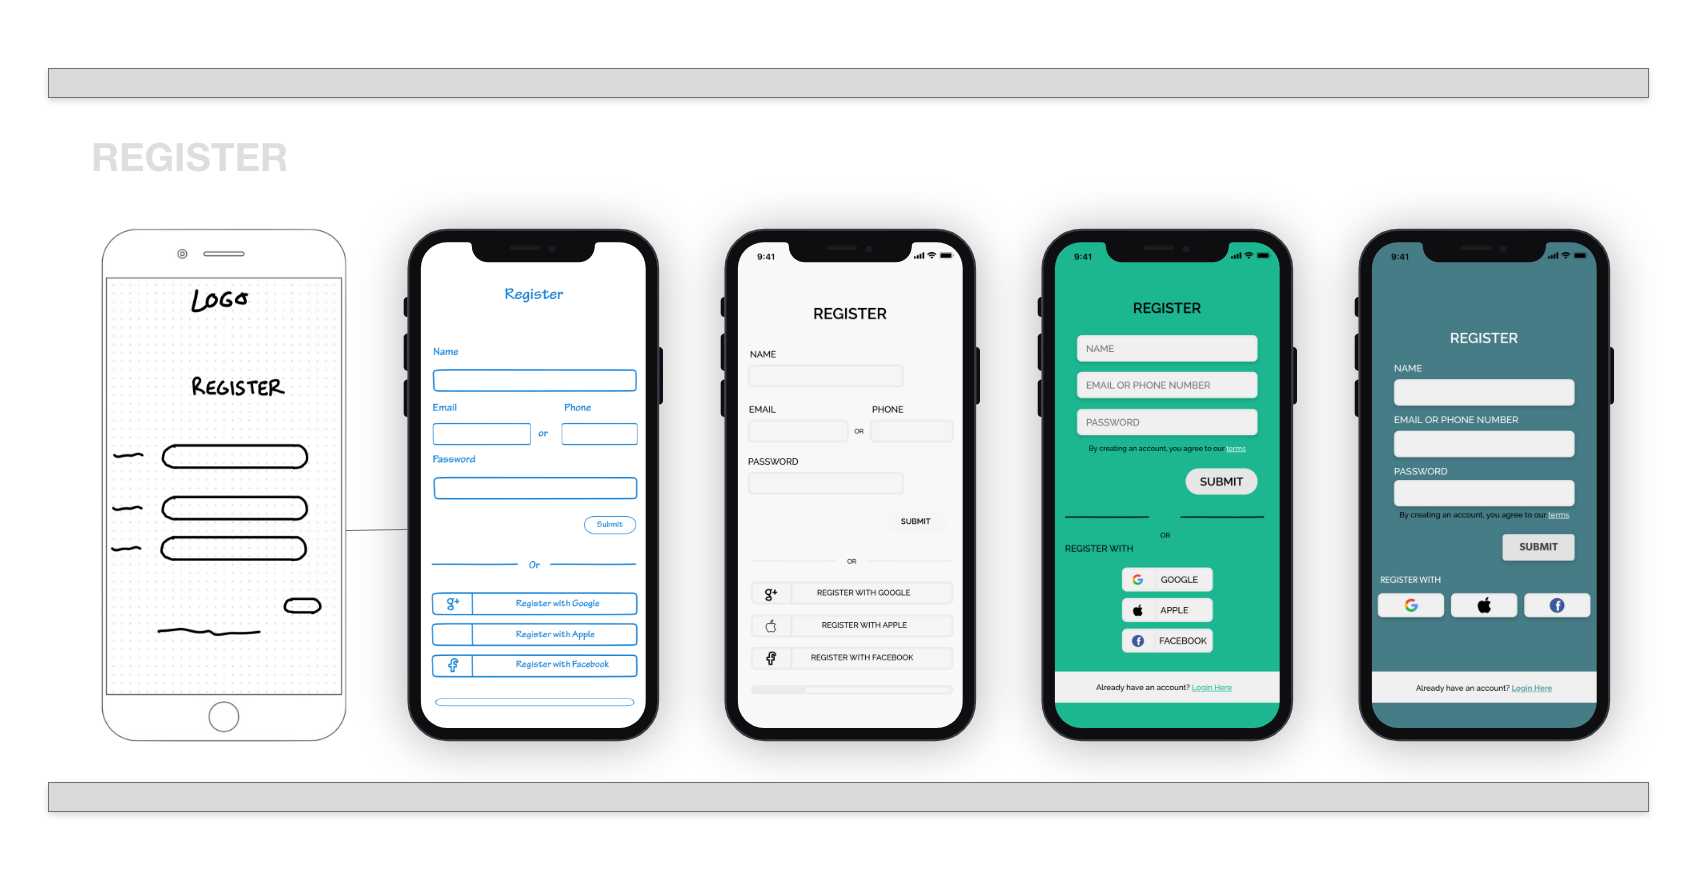 REGISTER
LOGO
REGISTER
Register
Name
Email Phone
or
Password
Submit
Or
g+ Register with Google
Register with Apple
f Register with Facebook
9:41
REGISTER
NAME
EMAIL PHONE
OR
PASSWORD
SUBMIT
OR
g+ REGISTER WITH GOOGLE
REGISTER WITH APPLE
f REGISTER WITH FACEBOOK
9:41
REGISTER
NAME
EMAIL OR PHONE NUMBER
PASSWORD
By creating an account, you agree to our terms
SUBMIT
OR
REGISTER WITH
G GOOGLE
APPLE
f FACEBOOK
Already have an account? Login Here
9:41
REGISTER
NAME
EMAIL OR PHONE NUMBER
PASSWORD
By creating an account, you agree to our terms
SUBMIT
REGISTER WITH
G f
Already have an account? Login Here